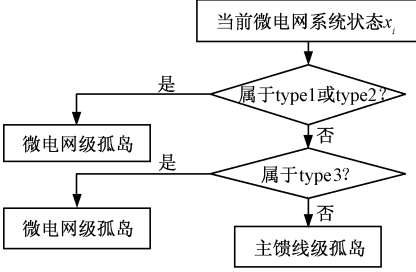 当前微电网系统状态xi
是
属于type1或type2?
微电网级孤岛
否
是
属于type3?
微电网级孤岛
否
主馈线级孤岛